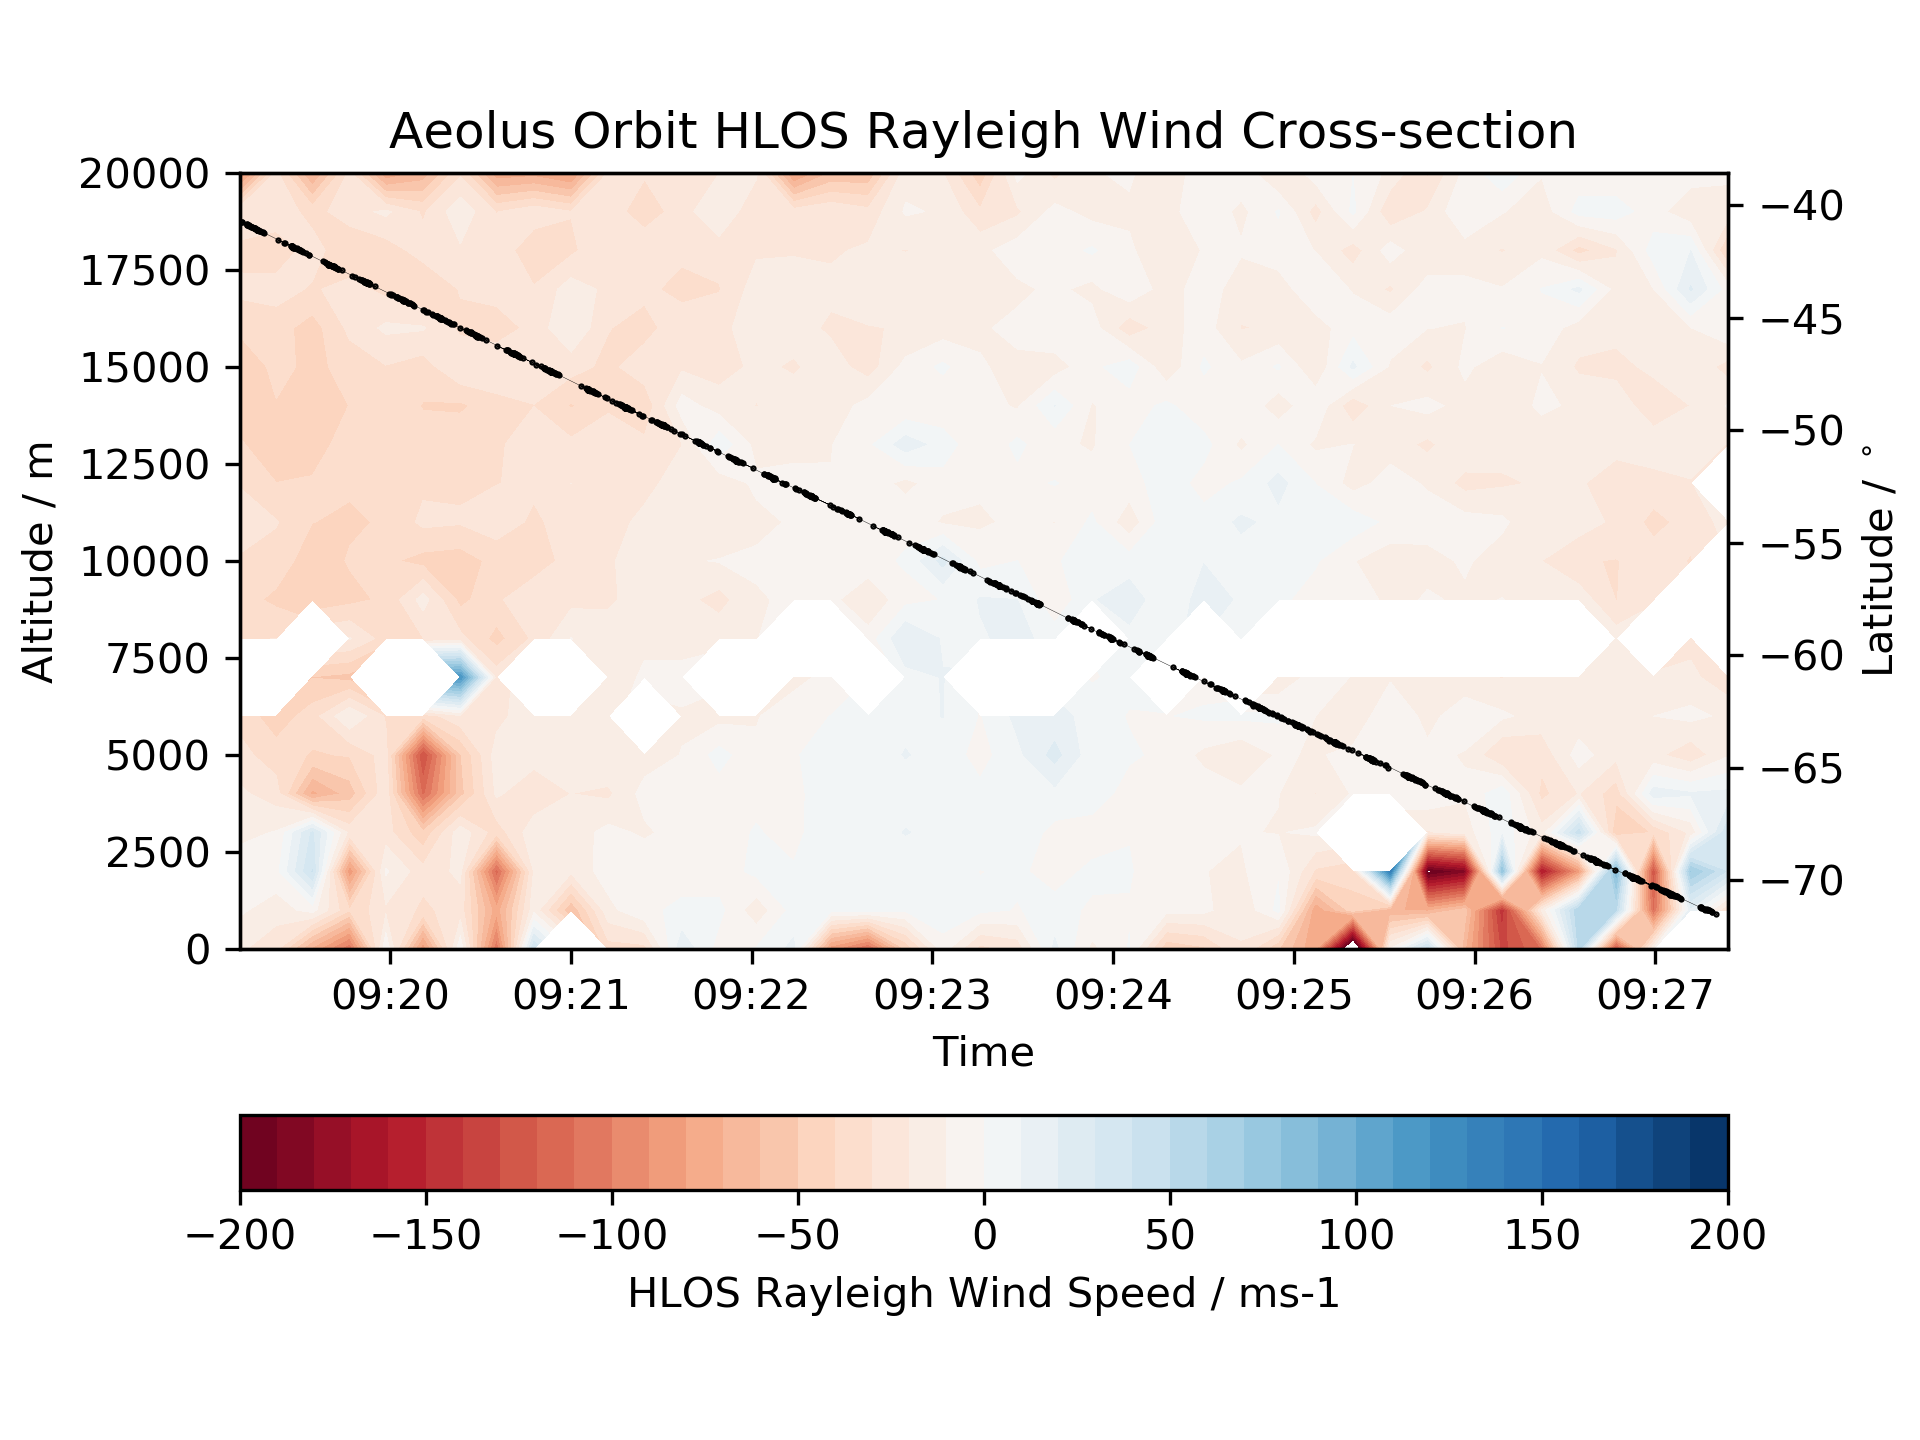 Aeolus Orbit HLOS Rayleigh Wind Cross-section
20000
17500
15000
12500
10000
7500
5000
2500
0
Altitude / m
−40
−45
−50
−55
−60
−65
−70
Latitude / °
09:20 09:21 09:22 09:23 09:24 09:25 09:26 09:27
Time
−200 −150 −100 −50 0 50 100 150 200
HLOS Rayleigh Wind Speed / ms-1